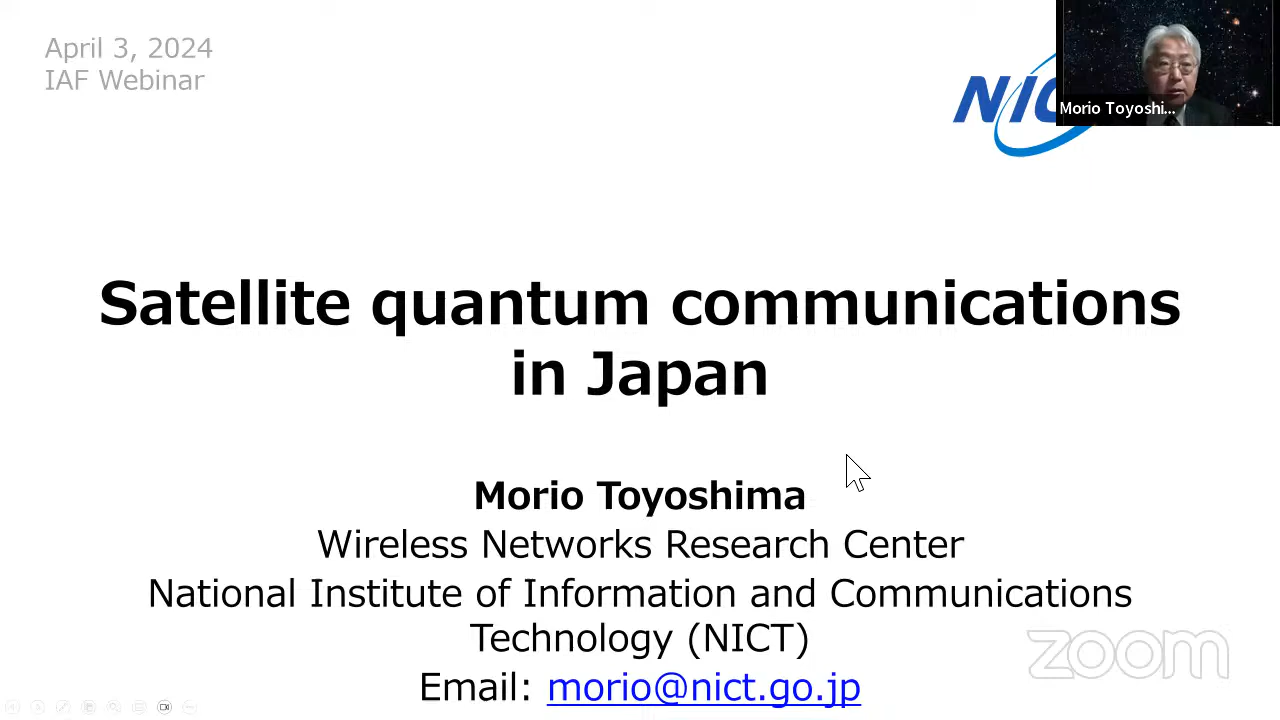 April 3, 2024
IAF Webinar
NIC
Morio Toyoshi...
Satellite quantum communications
in Japan
Morio Toyoshima
Wireless Networks Research Center
National Institute of Information and Communications
Technology (NICT)
Email: morio@nict.go.jp
zoom